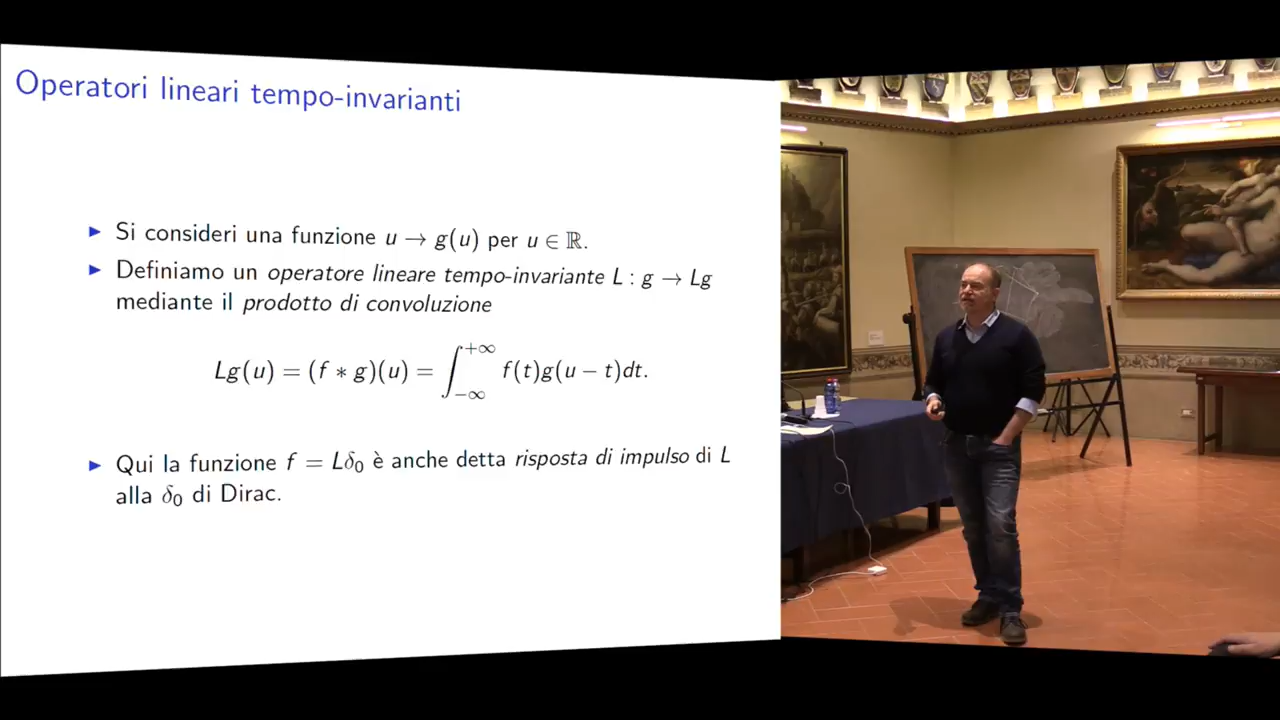 Operatori lineari tempo-invarianti
▶ Si consideri una funzione u → g(u) per u ∈ ℝ.
▶ Definiamo un operatore lineare tempo-invariante L : g → Lg
mediante il prodotto di convoluzione
Lg(u) = (f ∗ g)(u) = ∫_{−∞}^{+∞} f(t)g(u − t)dt.
▶ Qui la funzione f = Lδ₀ è anche detta risposta di impulso di L
alla δ₀ di Dirac.